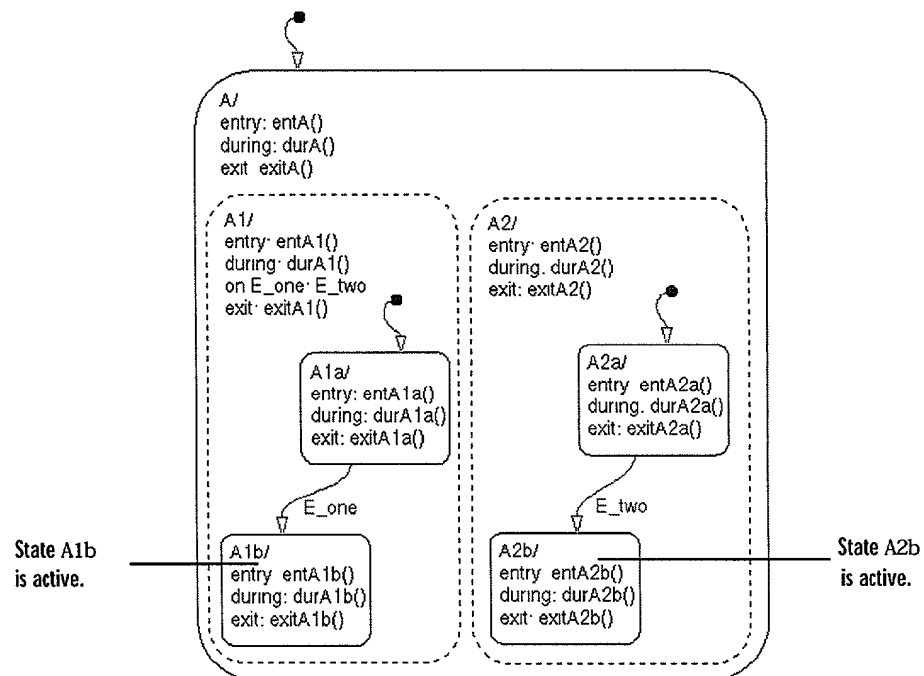 A/
entry: entA()
during: durA()
exit exitA()
A1/
entry· entA1()
during· durA1()
on E_one· E_two
exit· exitA1()
A1a/
entry: entA1a()
during: durA1a()
exit: exitA1a()
E_one
A1b/
entry entA1b()
during: durA1b()
exit: exitA1b()
A2/
entry· entA2()
during. durA2()
exit: exitA2()
A2a/
entry entA2a()
during. durA2a()
exit: exitA2a()
E_two
A2b/
entry entA2b()
during: durA2b()
exit· exitA2b()
State A1b
is active.
State A2b
is active.